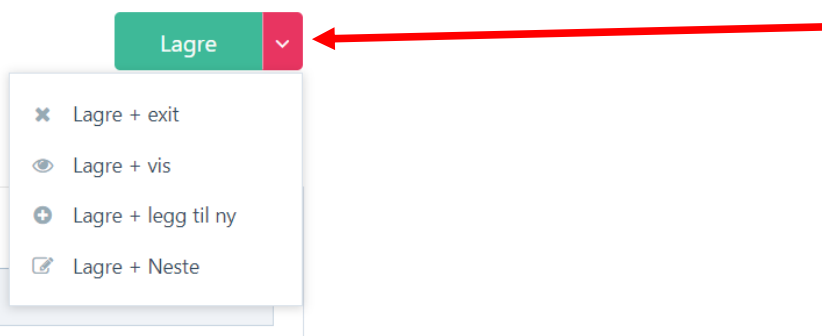 Lagre
Lagre + exit
Lagre + vis
Lagre + legg til ny
Lagre + Neste